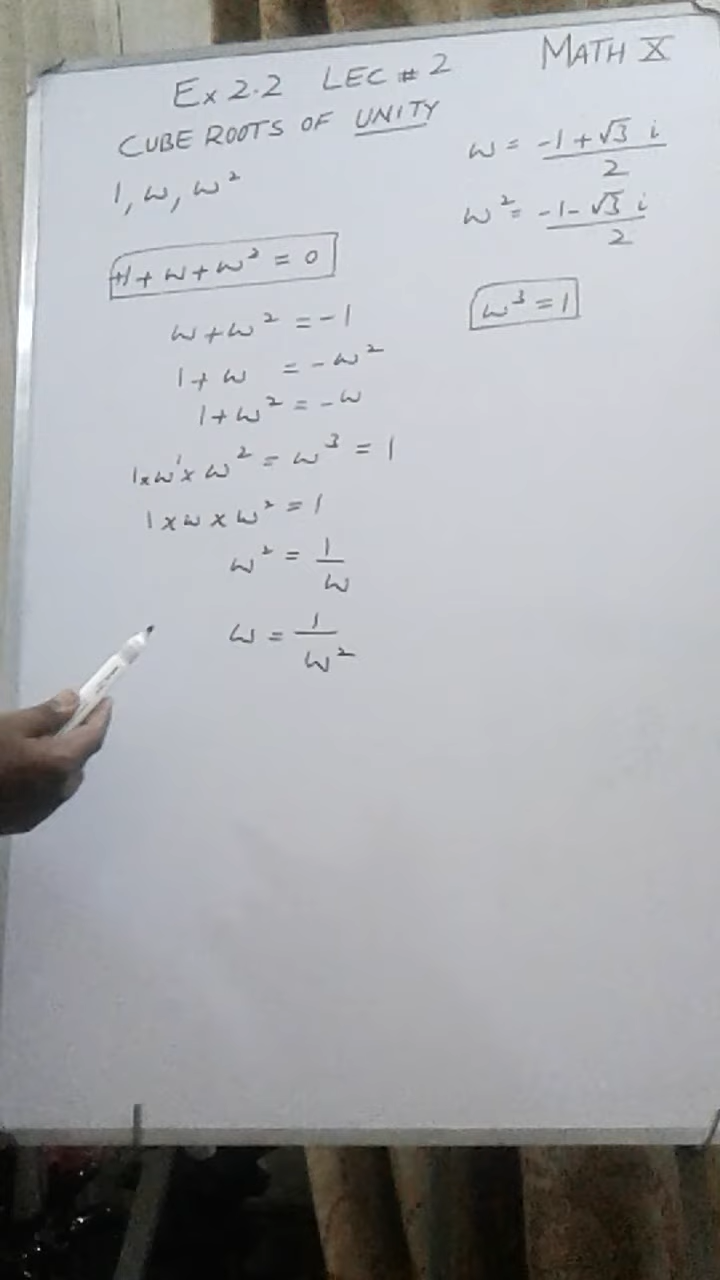 Ex 2.2 LEC # 2 MATH X
CUBE ROOTS OF UNITY
1, ω, ω²
ω = (-1 + √3 i)/2
ω² = (-1 - √3 i)/2
+1 + ω + ω² = 0
ω³ = 1
ω + ω² = -1
1 + ω = -ω²
1 + ω² = -ω
1 × ω¹ × ω² = ω³ = 1
1 × ω × ω² = 1
ω² = 1/ω
ω = 1/ω²